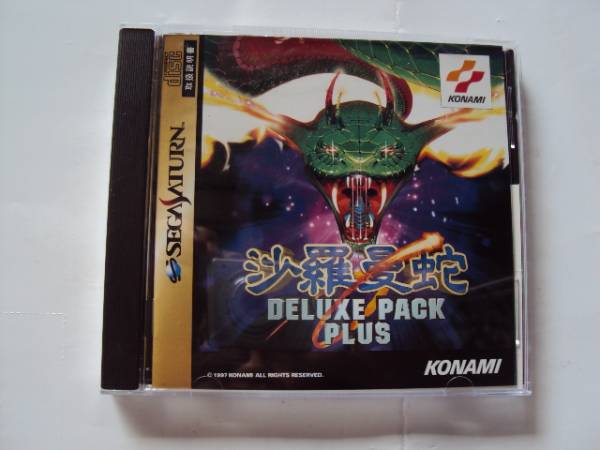 disc
取扱説明書
SEGA SATURN™
KONAMI
沙羅曼蛇
DELUXE PACK
PLUS
© 1997 KONAMI ALL RIGHTS RESERVED.
KONAMI